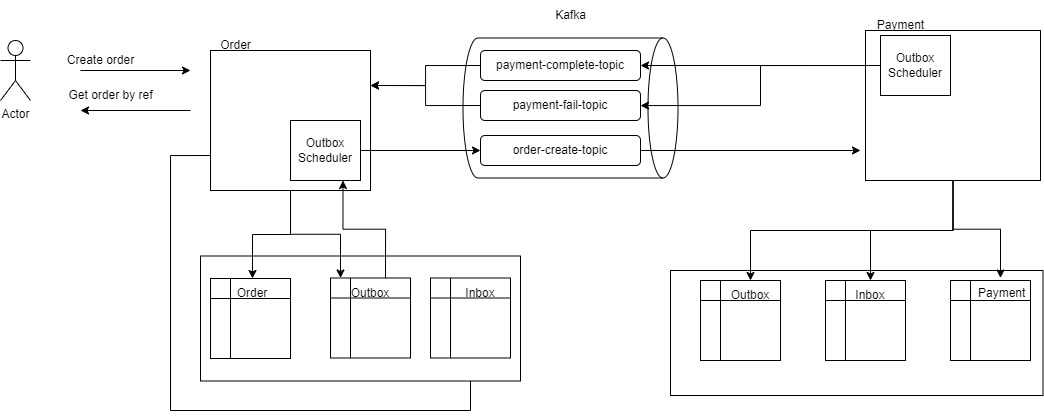 Kafka
Payment
Order
Create order
payment-complete-topic
Outbox
Scheduler
Get order by ref
payment-fail-topic
Actor
Outbox
Scheduler
order-create-topic
Order
Outbox
Inbox
Outbox
Inbox
Payment